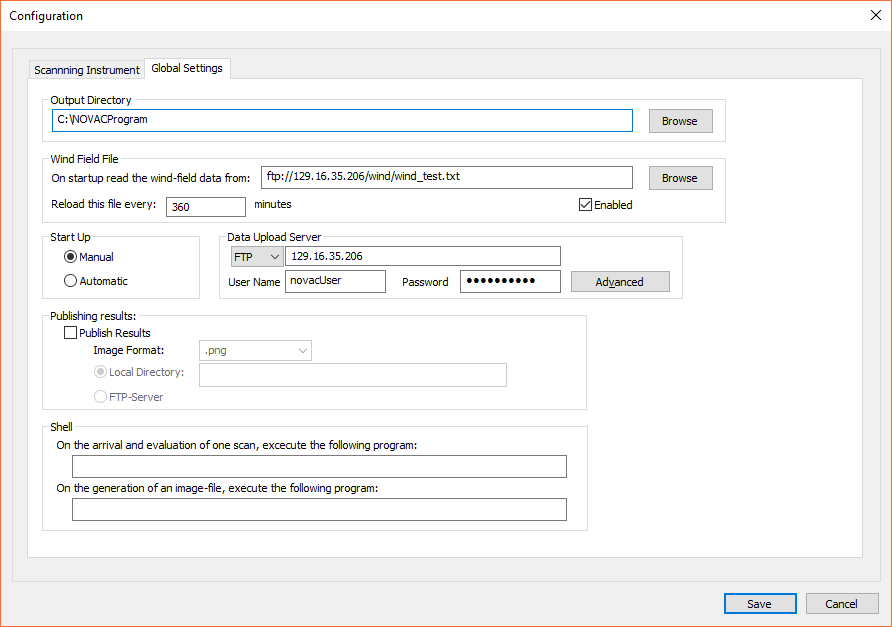 Configuration
Scannning Instrument
Global Settings
Output Directory
C:\NOVACProgram
Browse
Wind Field File
On startup read the wind-field data from:
ftp://129.16.35.206/wind/wind_test.txt
Browse
Reload this file every:
360
minutes
Enabled
Start Up
Manual
Automatic
Data Upload Server
FTP
129.16.35.206
User Name
novacUser
Password
●●●●●●●●●●
Advanced
Publishing results:
Publish Results
Image Format:
.png
Local Directory:
FTP-Server
Shell
On the arrival and evaluation of one scan, excecute the following program:
On the generation of an image-file, execute the following program:
Save
Cancel